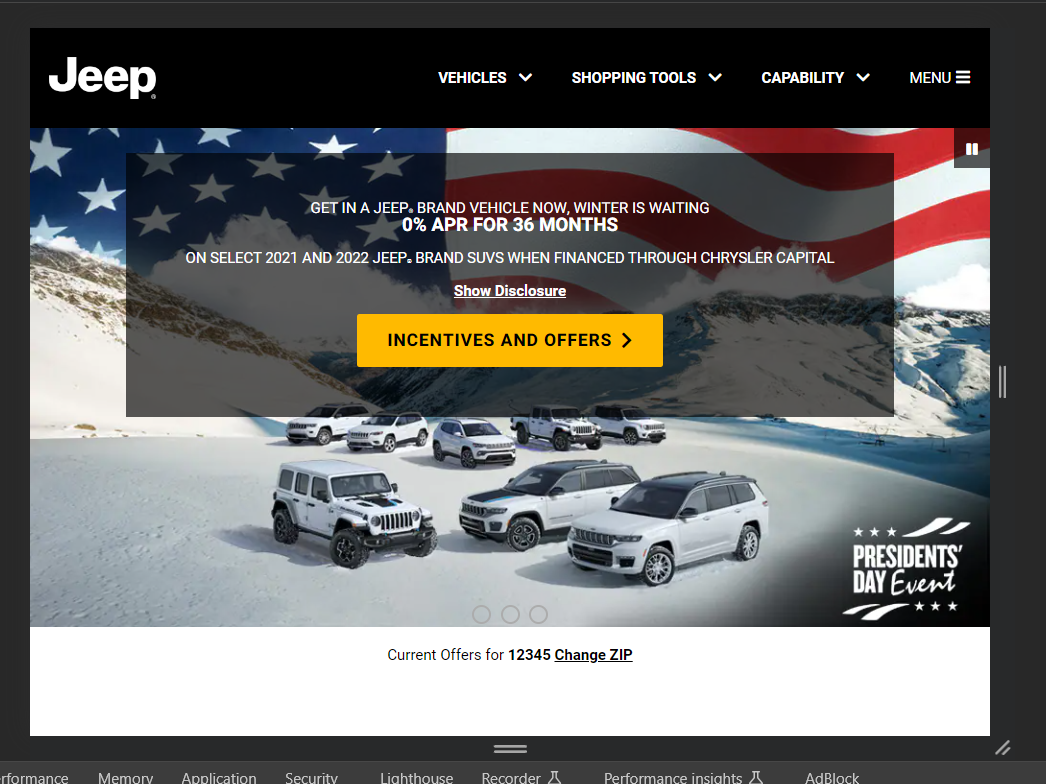 Jeep
VEHICLES
SHOPPING TOOLS
CAPABILITY
MENU
GET IN A JEEP® BRAND VEHICLE NOW, WINTER IS WAITING
0% APR FOR 36 MONTHS
ON SELECT 2021 AND 2022 JEEP® BRAND SUVS WHEN FINANCED THROUGH CHRYSLER CAPITAL
Show Disclosure
INCENTIVES AND OFFERS
PRESIDENTS'
DAY Event
Current Offers for 12345 Change ZIP
rformance
Memory
Application
Security
Lighthouse
Recorder
Performance insights
AdBlock